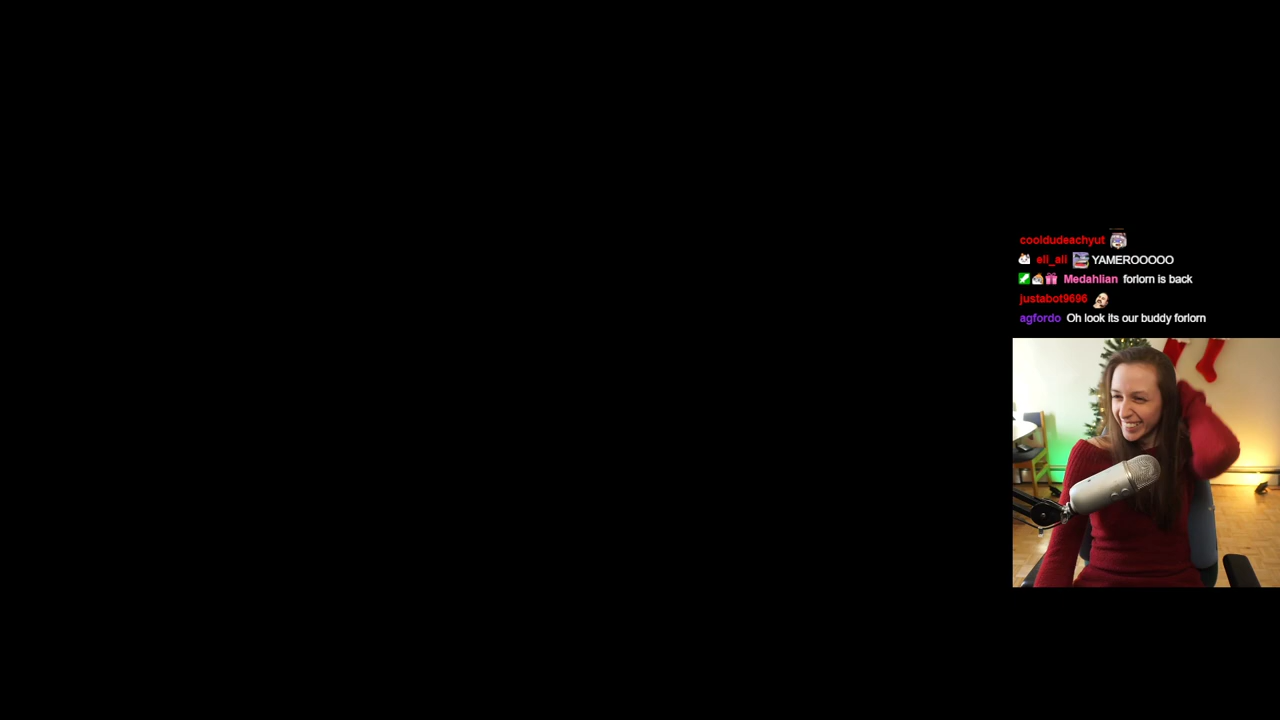 cooldudeachyut
eli_ali YAMEROOOOO
Medahlian forlorn is back
justabot9696
agfordo Oh look its our buddy forlorn